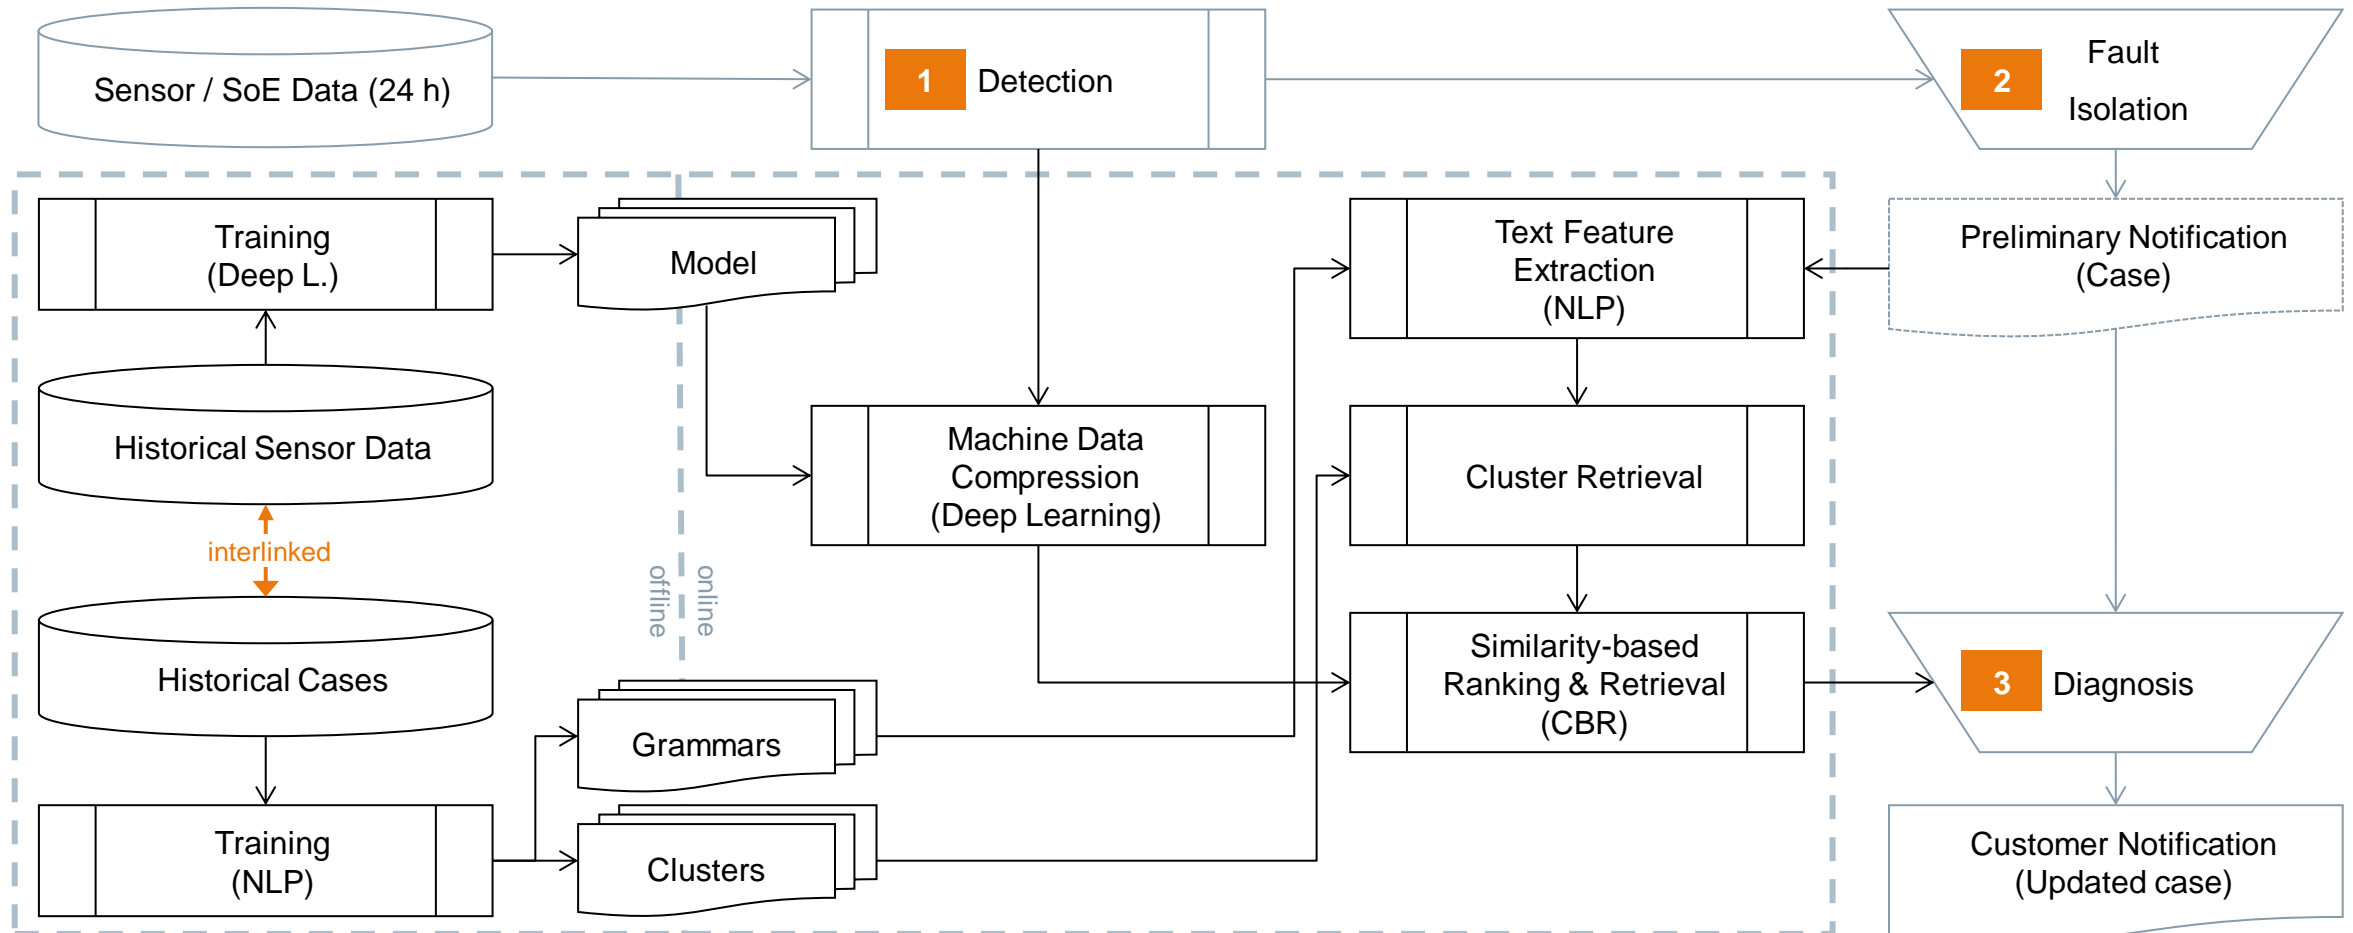 Sensor / SoE Data (24 h)
1 Detection
2 Fault
Isolation
Training
(Deep L.)
Model
Text Feature
Extraction
(NLP)
Preliminary Notification
(Case)
Historical Sensor Data
Machine Data
Compression
(Deep Learning)
Cluster Retrieval
interlinked
offline
online
Historical Cases
Grammars
Similarity-based
Ranking & Retrieval
(CBR)
3 Diagnosis
Training
(NLP)
Clusters
Customer Notification
(Updated case)